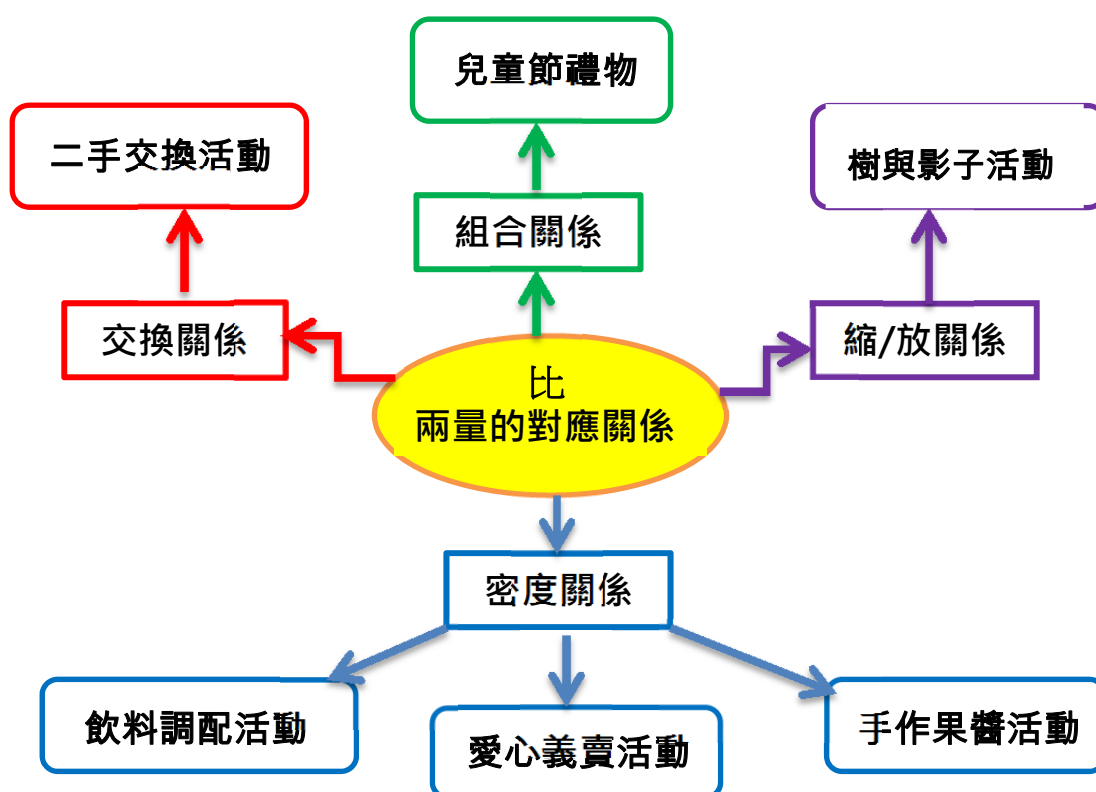 兒童節禮物
二手交換活動
樹與影子活動
組合關係
交換關係
縮/放關係
比
兩量的對應關係
密度關係
飲料調配活動
愛心義賣活動
手作果醬活動